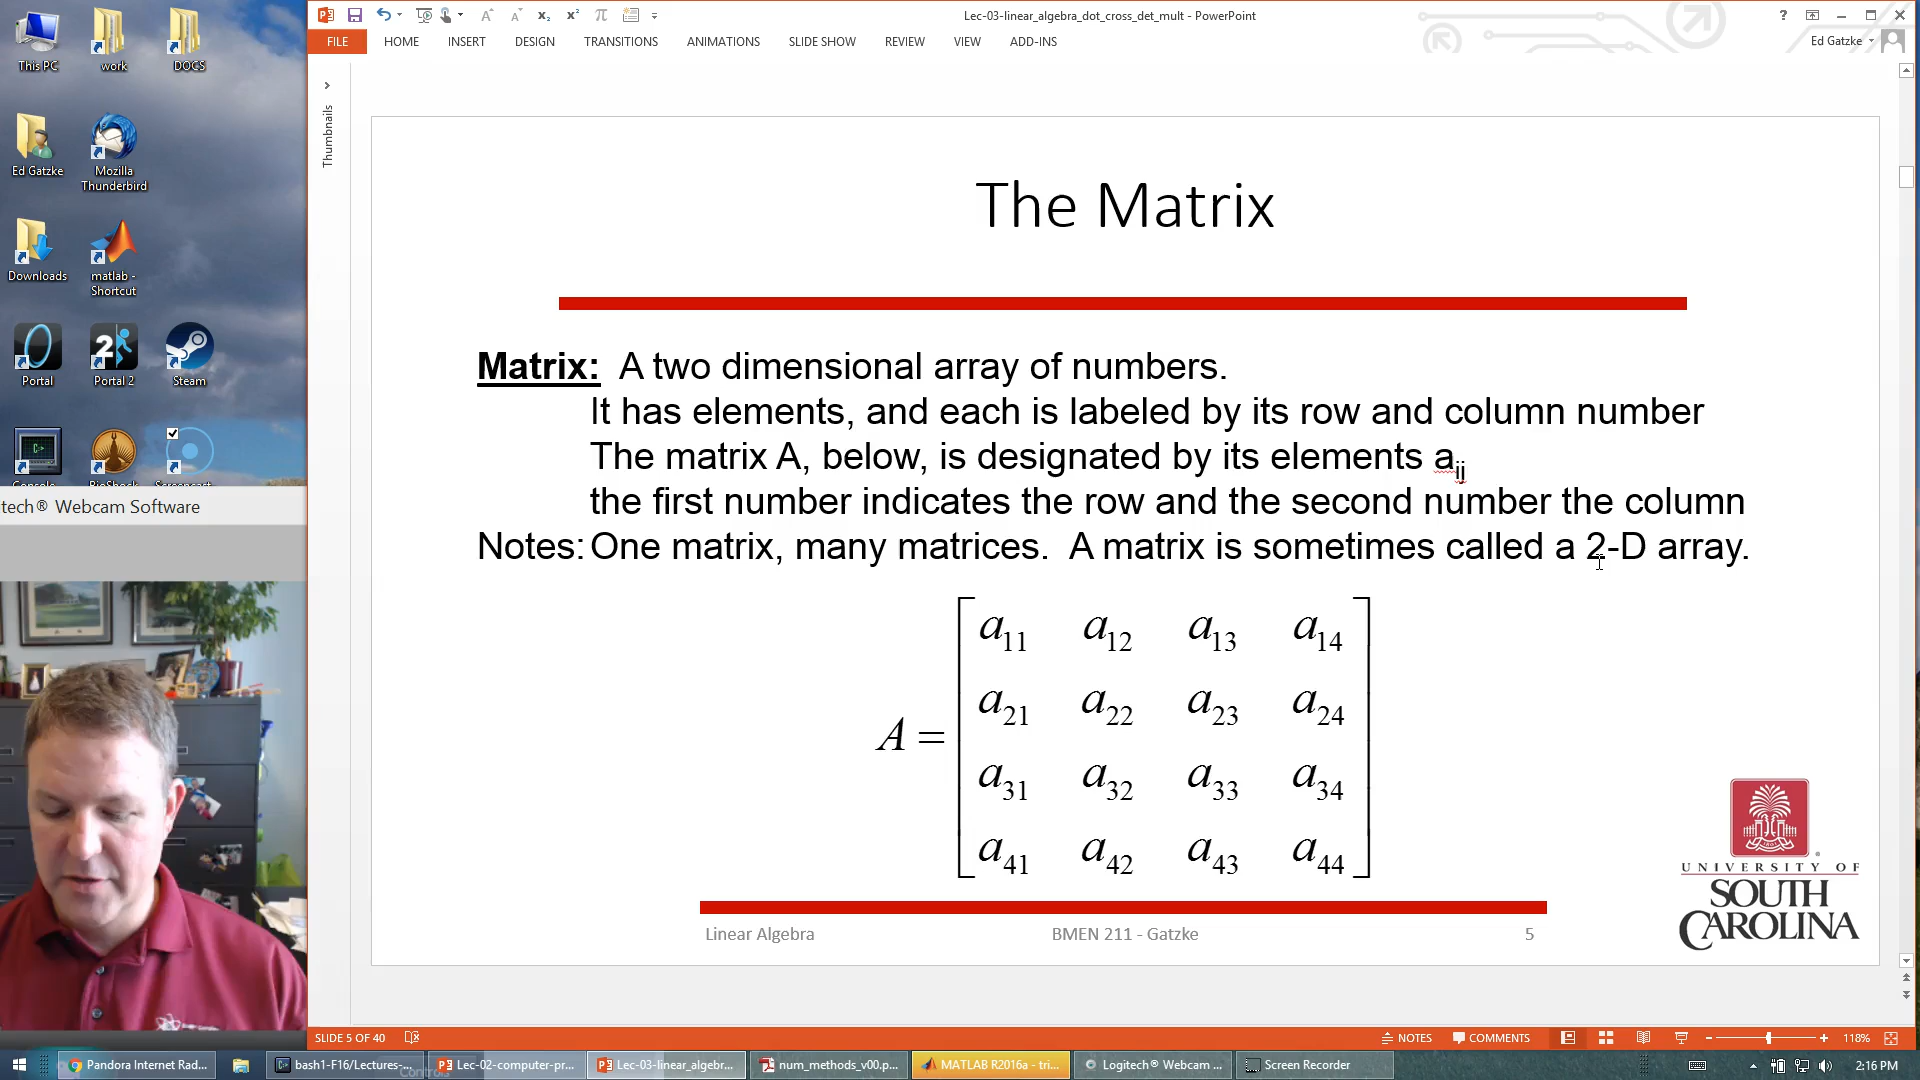 Lec-03-linear_algebra_dot_cross_det_mult - PowerPoint
FILE HOME INSERT DESIGN TRANSITIONS ANIMATIONS SLIDE SHOW REVIEW VIEW ADD-INS
Ed Gatzke
This PC
work
DOCS
Ed Gatzke
Mozilla
Thunderbird
Downloads
matlab -
Shortcut
Portal
Portal 2
Steam
tech® Webcam Software
Thumbnails
The Matrix
Matrix: A two dimensional array of numbers.
It has elements, and each is labeled by its row and column number
The matrix A, below, is designated by its elements a_ij
the first number indicates the row and the second number the column
Notes: One matrix, many matrices. A matrix is sometimes called a 2-D array.
a11 a12 a13 a14
a21 a22 a23 a24
A =
a31 a32 a33 a34
a41 a42 a43 a44
UNIVERSITY OF
SOUTH
CAROLINA
Linear Algebra BMEN 211 - Gatzke 5
SLIDE 5 OF 40 NOTES COMMENTS 118%
Pandora Internet Rad... bash1-F16/Lectures-... Lec-02-computer-pr... Lec-03-linear_algebr... num_methods_v00.p... MATLAB R2016a - tri... Logitech® Webcam ... Screen Recorder 2:16 PM